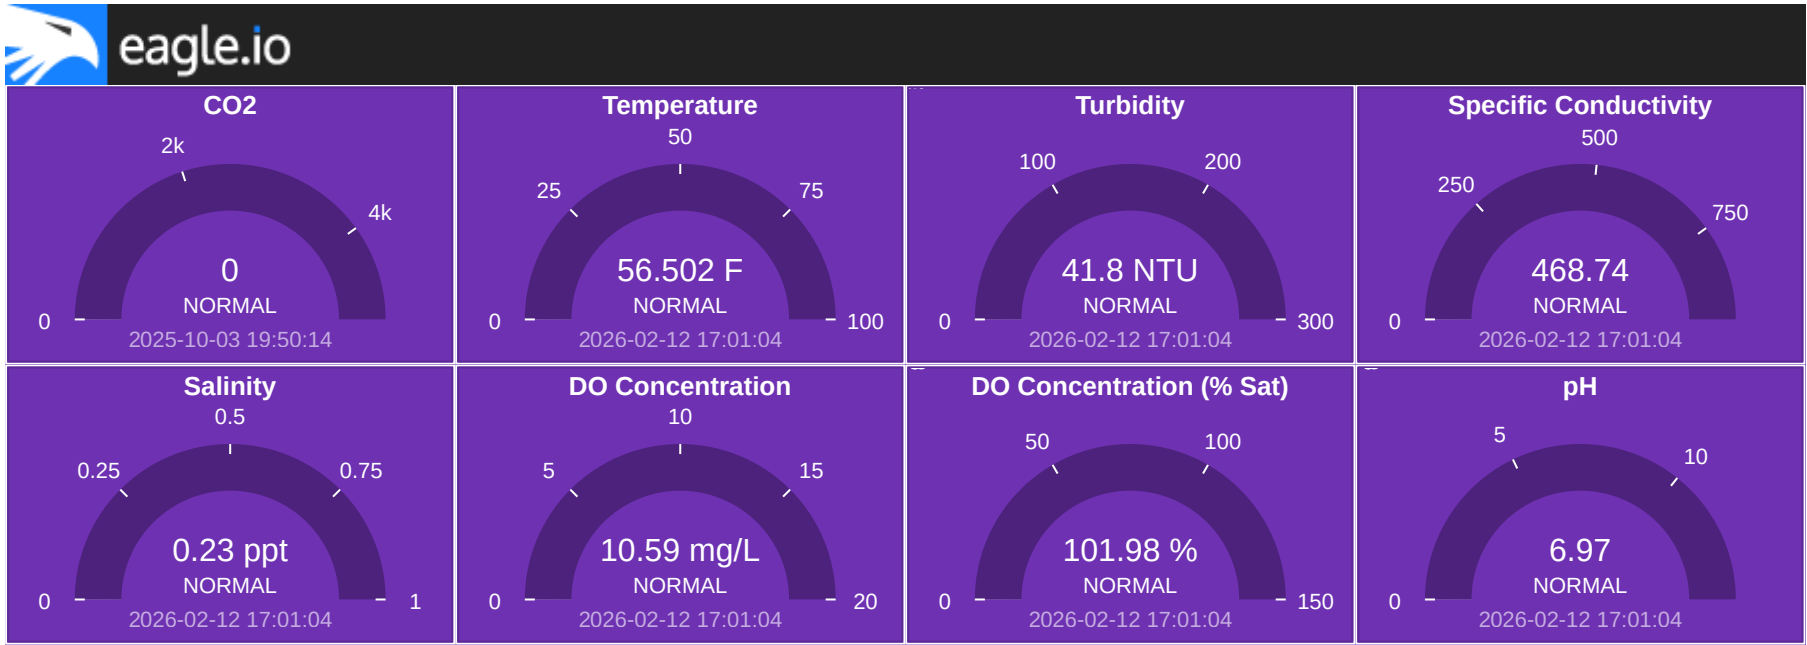 eagle.io
CO2
2k
4k
0
0
NORMAL
2025-10-03 19:50:14
Temperature
50
25
75
56.502 F
NORMAL
0
100
2026-02-12 17:01:04
Turbidity
100
200
41.8 NTU
NORMAL
0
300
2026-02-12 17:01:04
Specific Conductivity
500
250
750
468.74
NORMAL
0
2026-02-12 17:01:04
Salinity
0.5
0.25
0.75
0.23 ppt
NORMAL
0
1
2026-02-12 17:01:04
DO Concentration
10
5
15
10.59 mg/L
NORMAL
0
20
2026-02-12 17:01:04
DO Concentration (% Sat)
50
100
101.98 %
NORMAL
0
150
2026-02-12 17:01:04
pH
5
10
6.97
NORMAL
0
2026-02-12 17:01:04